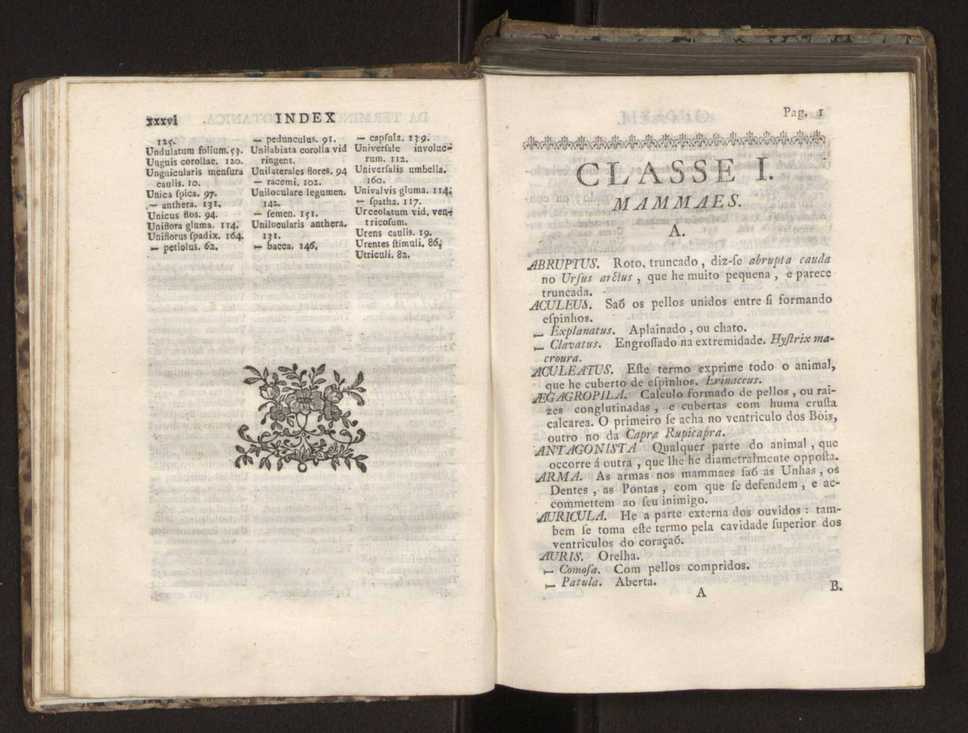 xxxvi INDEX
125.
Undulatum folium. 53.
Unguis corollae. 120.
Unguicularis mensura
caulis. 10.
Unica spica. 97.
— anthera. 131.
Unicus flos. 94.
Uniflora gluma. 114.
Uniflorus spadix. 164.
— petiolus. 62.
— pedunculus. 91.
Unilabiata corolla vid
ringens.
Unilaterales flores. 94
— racemi. 102.
Uniloculare legumen.
142.
— semen. 151.
Unilocularis anthera.
131.
— bacca. 146.
— capsula. 139.
Universale involuc-
rum. 112.
Universalis umbella.
160.
Univalvis gluma. 114.
— spatha. 117.
Urceolatum vid. ven-
tricosum.
Urens caulis. 19.
Urentes stimuli. 86.
Utriculi. 82.
Pag. 1
CLASSE I.
MAMMAES.
A.
ABRUPTUS. Roto, truncado, diz-se abrupta cauda
no Ursus arctus, que he muito pequena, e parece
truncada.
ACULEUS. Saõ os pellos unidos entre si formando
espinhos.
— Explanatus. Aplainado, ou chato.
— Clavatus. Engrossado na extremidade. Hystrix ma-
croura.
ACULEATUS. Este termo exprime todo o animal,
que he cuberto de espinhos. Erinaceus.
ÆGAGROPILA. Calculo formado de pellos, ou rai-
zes conglutinadas, e cubertas com huma crusta
calcarea. O primeiro se acha no ventriculo dos Bois,
outro no da Capræ Rupicapra.
ANTAGONISTA Qualquer parte do animal, que
occorre á outra, que lhe he diametralmente opposta.
ARMA. As armas nos mammaes saõ as Unhas, os
Dentes, as Pontas, com que se defendem, e ac-
commettem ao seu inimigo.
AURICULA. He a parte externa dos ouvidos: tam-
bem se toma este termo pela cavidade superior dos
ventriculos do coraçaõ.
AURIS. Orelha.
— Comosa. Com pellos compridos.
— Patula. Aberta.
A B.